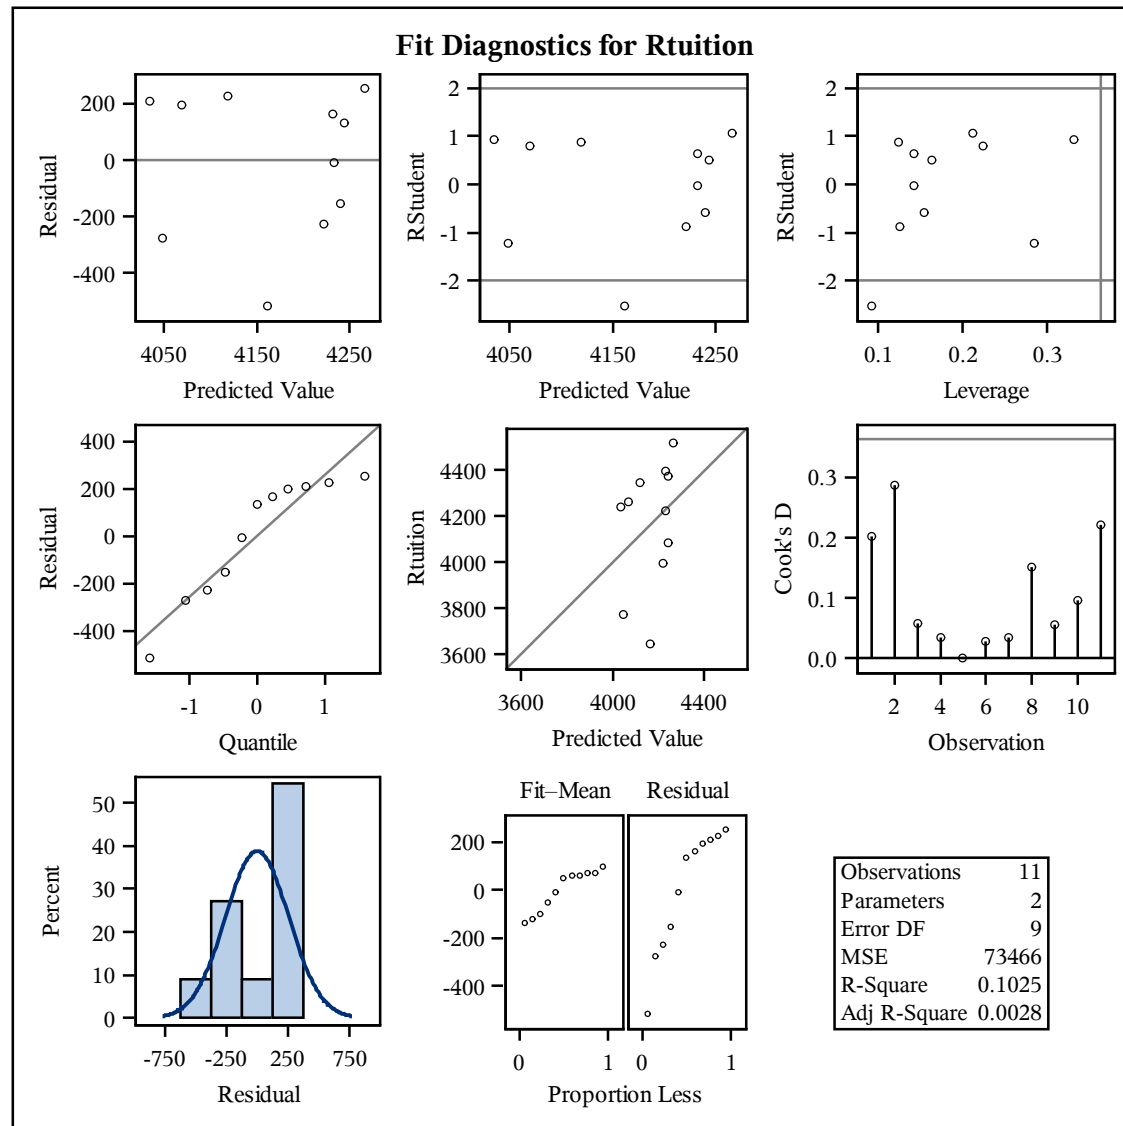 Fit Diagnostics for Rtuition
200
0
-200
-400
Residual
4050 4150 4250
Predicted Value
2
1
0
-1
-2
RStudent
4050 4150 4250
Predicted Value
2
1
0
-1
-2
RStudent
0.1 0.2 0.3
Leverage
400
200
0
-200
-400
Residual
-1 0 1
Quantile
4400
4200
4000
3800
3600
Rtuition
3600 4000 4400
Predicted Value
0.3
0.2
0.1
0.0
Cook's D
2 4 6 8 10
Observation
50
40
30
20
10
0
Percent
-750 -250 250 750
Residual
Fit–Mean Residual
200
0
-200
-400
0 1 0 1
Proportion Less
Observations 11
Parameters 2
Error DF 9
MSE 73466
R-Square 0.1025
Adj R-Square 0.0028